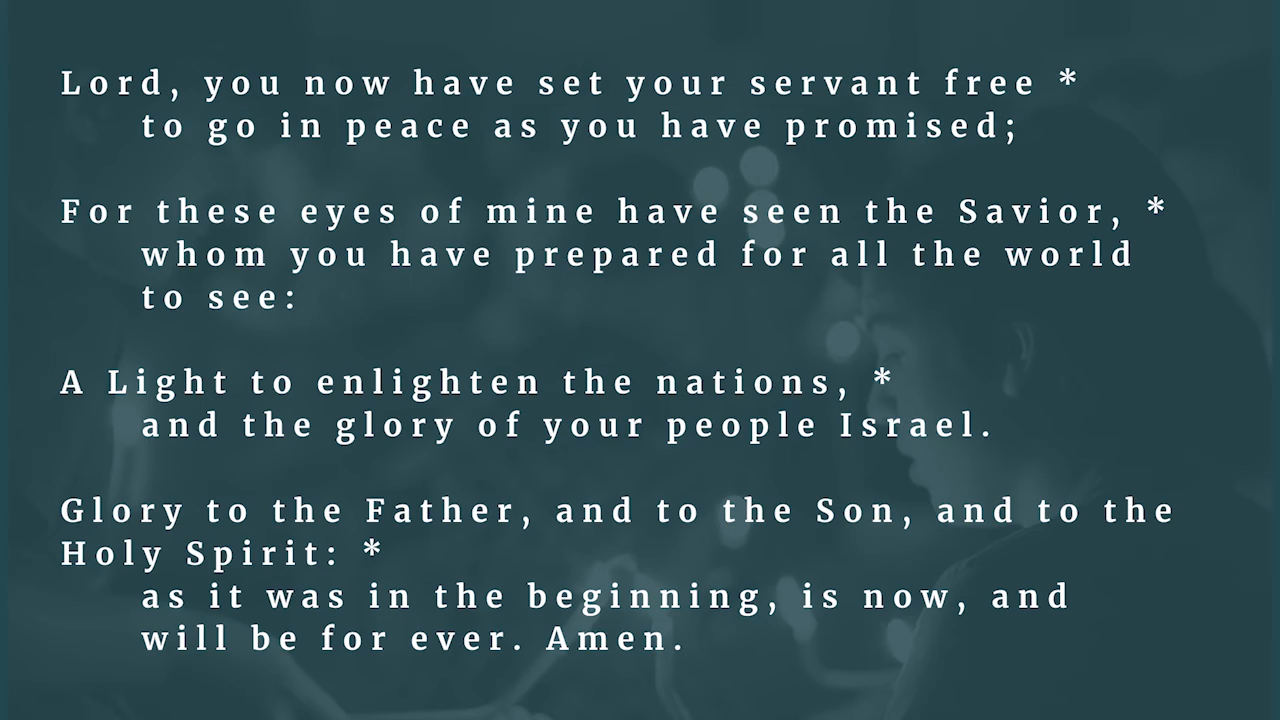 Lord, you now have set your servant free *
to go in peace as you have promised;
For these eyes of mine have seen the Savior, *
whom you have prepared for all the world
to see:
A Light to enlighten the nations, *
and the glory of your people Israel.
Glory to the Father, and to the Son, and to the
Holy Spirit: *
as it was in the beginning, is now, and
will be for ever. Amen.